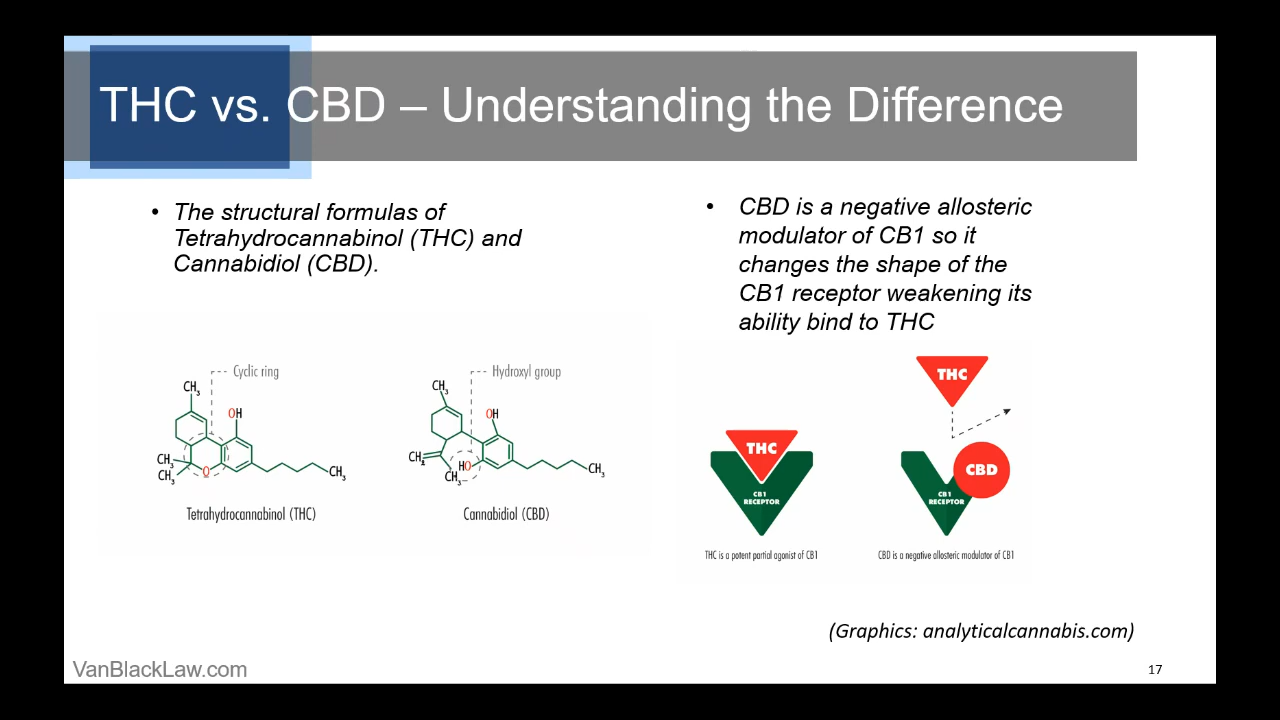 THC vs. CBD – Understanding the Difference
• The structural formulas of
Tetrahydrocannabinol (THC) and
Cannabidiol (CBD).
Cyclic ring
CH3
OH
CH3
CH3
O
CH3
Tetrahydrocannabinol (THC)
Hydroxyl group
CH3
OH
CH2
HO
CH3
CH3
Cannabidiol (CBD)
• CBD is a negative allosteric
modulator of CB1 so it
changes the shape of the
CB1 receptor weakening its
ability bind to THC
THC
CB1
RECEPTOR
THC is a potent partial agonist of CB1
THC
CBD
CB1
RECEPTOR
CBD is a negative allosteric modulator of CB1
(Graphics: analyticalcannabis.com)
VanBlackLaw.com
17